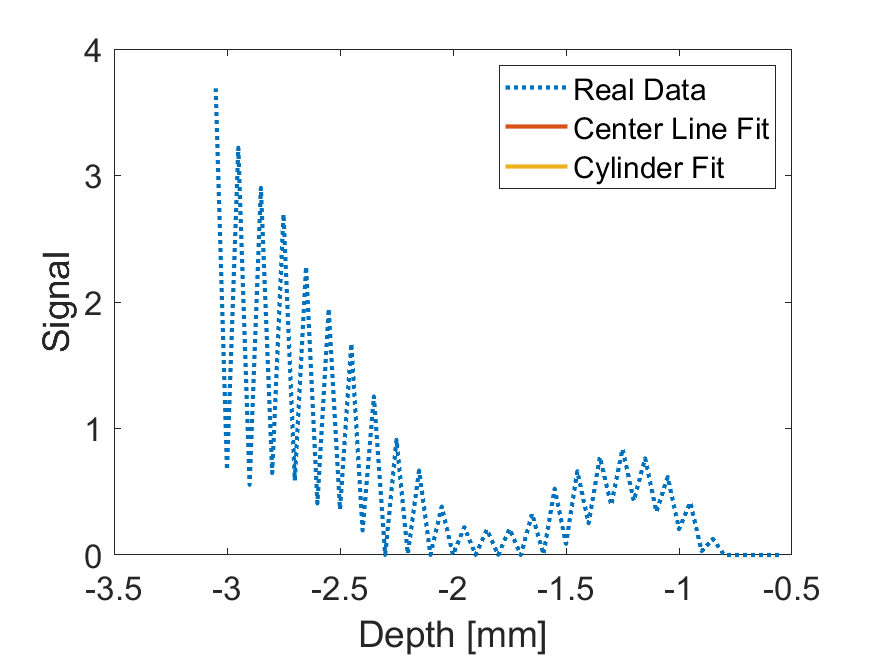 4
3
2
1
0
Signal
Real Data
Center Line Fit
Cylinder Fit
-3.5 -3 -2.5 -2 -1.5 -1 -0.5
Depth [mm]